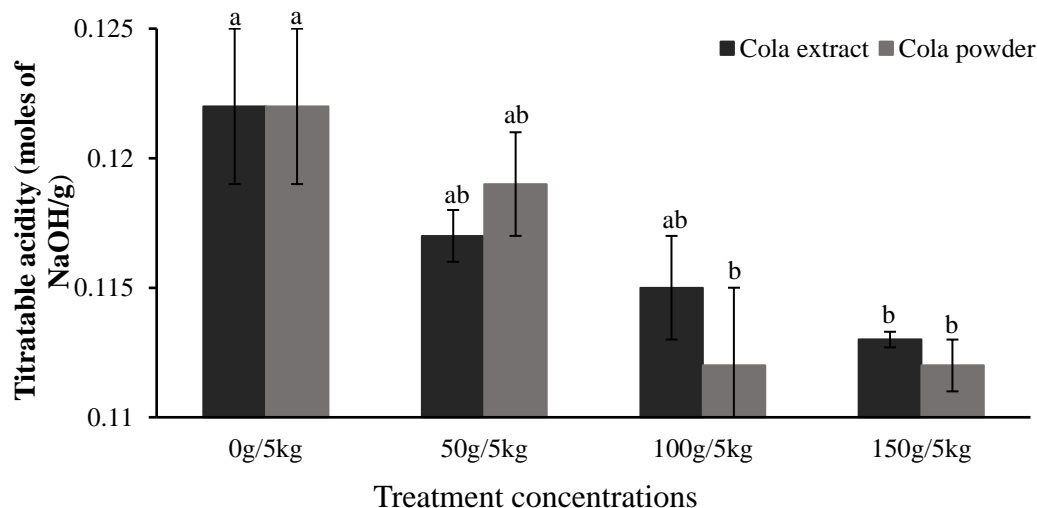 Titratable acidity (moles of
NaOH/g)
0.125
0.12
0.115
0.11
a
a
Cola extract
Cola powder
ab
ab
ab
b
b
b
0g/5kg
50g/5kg
100g/5kg
150g/5kg
Treatment concentrations